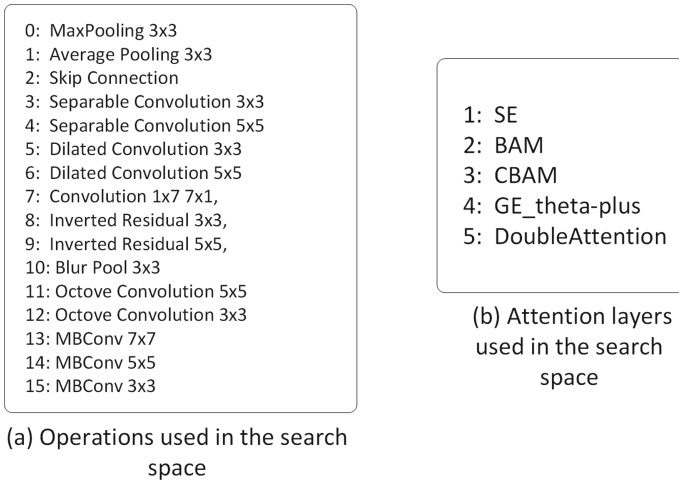 0: MaxPooling 3x3
1: Average Pooling 3x3
2: Skip Connection
3: Separable Convolution 3x3
4: Separable Convolution 5x5
5: Dilated Convolution 3x3
6: Dilated Convolution 5x5
7: Convolution 1x7 7x1,
8: Inverted Residual 3x3,
9: Inverted Residual 5x5,
10: Blur Pool 3x3
11: Octove Convolution 5x5
12: Octove Convolution 3x3
13: MBConv 7x7
14: MBConv 5x5
15: MBConv 3x3
(a) Operations used in the search
space
1: SE
2: BAM
3: CBAM
4: GE_theta-plus
5: DoubleAttention
(b) Attention layers
used in the search
space